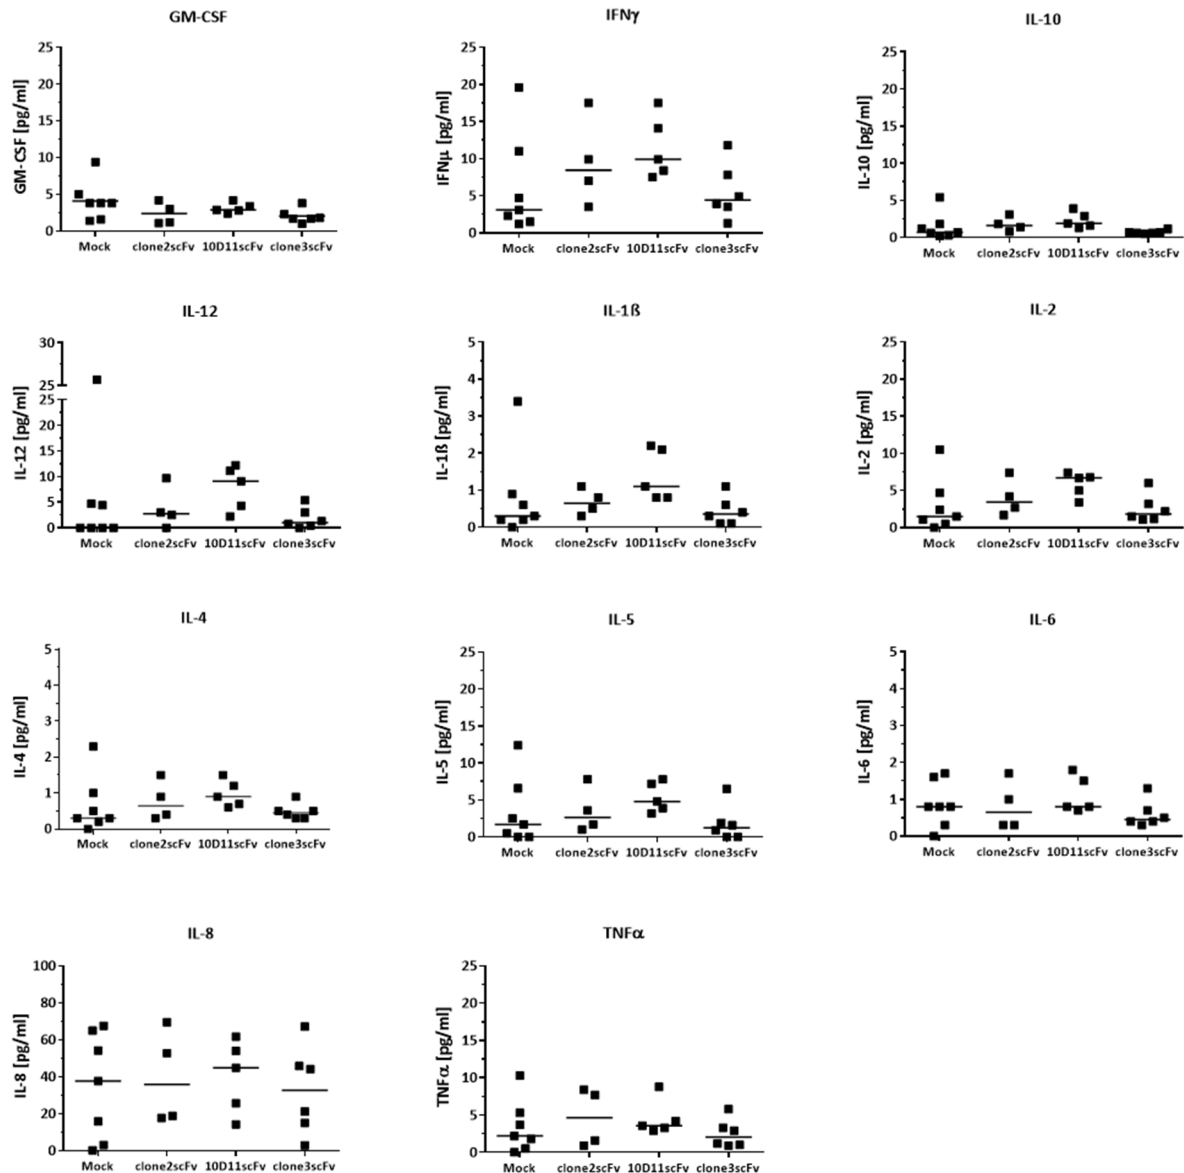 GM-CSF
GM-CSF [pg/ml]
25
20
15
10
5
0
Mock clone2scFv 10D11scFv clone3scFv
IFNγ
IFNμ [pg/ml]
25
20
15
10
5
0
Mock clone2scFv 10D11scFv clone3scFv
IL-10
IL-10 [pg/ml]
25
20
15
10
5
0
Mock clone2scFv 10D11scFv clone3scFv
IL-12
IL-12 [pg/ml]
30
25
25
20
15
10
5
0
Mock clone2scFv 10D11scFv clone3scFv
IL-1ß
IL-1ß [pg/ml]
5
4
3
2
1
0
Mock clone2scFv 10D11scFv clone3scFv
IL-2
IL-2 [pg/ml]
25
20
15
10
5
0
Mock clone2scFv 10D11scFv clone3scFv
IL-4
IL-4 [pg/ml]
5
4
3
2
1
0
Mock clone2scFv 10D11scFv clone3scFv
IL-5
IL-5 [pg/ml]
25
20
15
10
5
0
Mock clone2scFv 10D11scFv clone3scFv
IL-6
IL-6 [pg/ml]
5
4
3
2
1
0
Mock clone2scFv 10D11scFv clone3scFv
IL-8
IL-8 [pg/ml]
100
80
60
40
20
0
Mock clone2scFv 10D11scFv clone3scFv
TNFα
TNFα [pg/ml]
25
20
15
10
5
0
Mock clone2scFv 10D11scFv clone3scFv